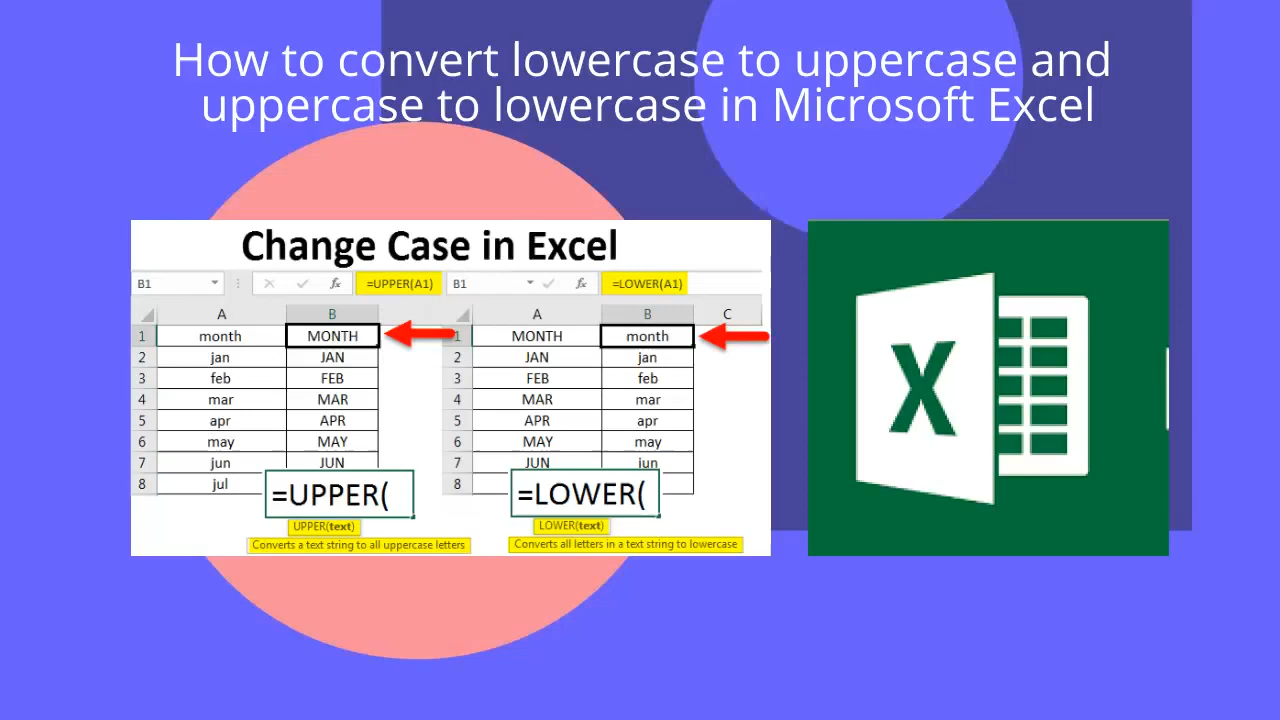 How to convert lowercase to uppercase and
uppercase to lowercase in Microsoft Excel
Change Case in Excel
B1 fx =UPPER(A1) B1 fx =LOWER(A1)
A B A B C
1 month MONTH 1 MONTH month
2 jan JAN 2 JAN jan
3 feb FEB 3 FEB feb
4 mar MAR 4 MAR mar
5 apr APR 5 APR apr
6 may MAY 6 MAY may
7 jun JUN 7 JUN jun
8 jul 8
=UPPER( =LOWER(
UPPER(text) LOWER(text)
Converts a text string to all uppercase letters Converts all letters in a text string to lowercase
X